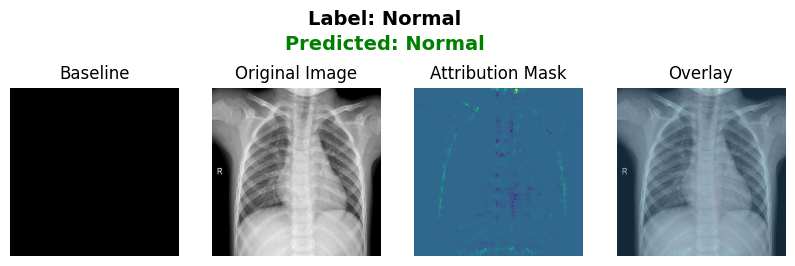 Label: Normal
Predicted: Normal
Baseline
Original Image
Attribution Mask
Overlay
R
R